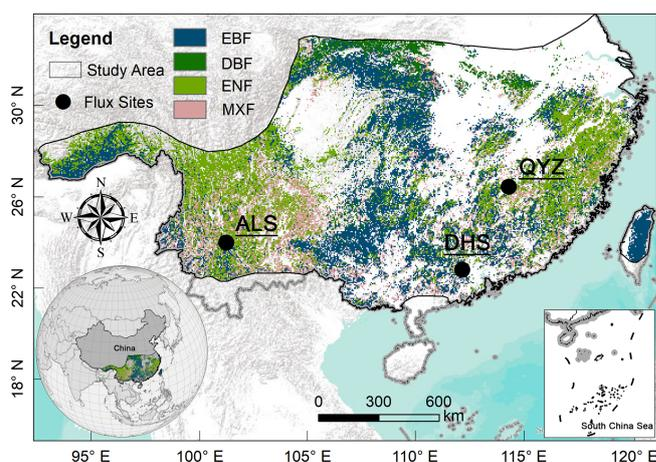 Legend
Study Area
Flux Sites
EBF
DBF
ENF
MXF
30° N
26° N
22° N
18° N
N
W E
S
QYZ
ALS
DHS
China
0 300 600
km
South China Sea
95° E 100° E 105° E 110° E 115° E 120° E